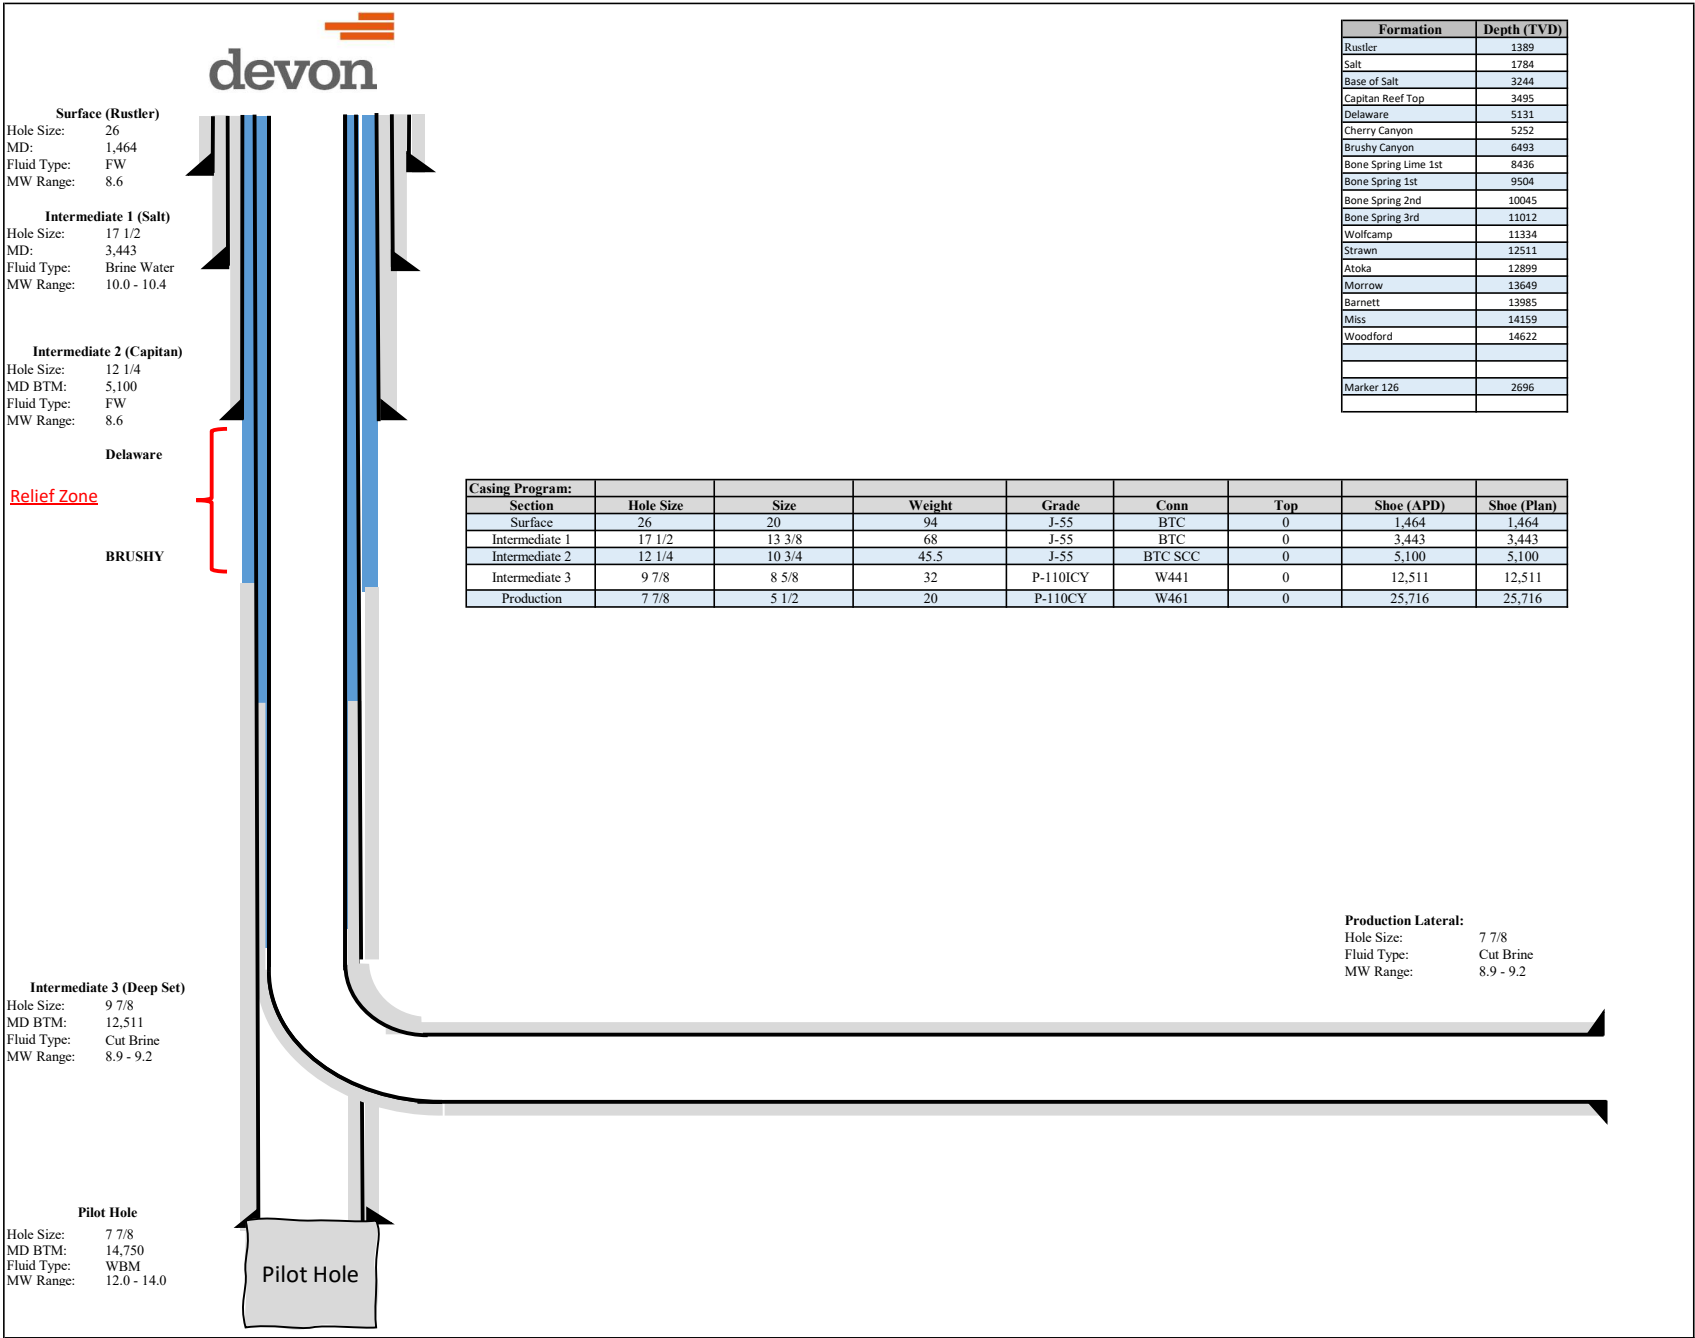 devon
Surface (Rustler)
Hole Size: 26
MD: 1,464
Fluid Type: FW
MW Range: 8.6
Intermediate 1 (Salt)
Hole Size: 17 1/2
MD: 3,443
Fluid Type: Brine Water
MW Range: 10.0 - 10.4
Intermediate 2 (Capitan)
Hole Size: 12 1/4
MD BTM: 5,100
Fluid Type: FW
MW Range: 8.6
Delaware
Relief Zone
BRUSHY
Intermediate 3 (Deep Set)
Hole Size: 9 7/8
MD BTM: 12,511
Fluid Type: Cut Brine
MW Range: 8.9 - 9.2
Pilot Hole
Hole Size: 7 7/8
MD BTM: 14,750
Fluid Type: WBM
MW Range: 12.0 - 14.0
Pilot Hole
Formation Depth (TVD)
Rustler 1389
Salt 1784
Base of Salt 3244
Capitan Reef Top 3495
Delaware 5131
Cherry Canyon 5252
Brushy Canyon 6493
Bone Spring Lime 1st 8436
Bone Spring 1st 9504
Bone Spring 2nd 10045
Bone Spring 3rd 11012
Wolfcamp 11334
Strawn 12511
Atoka 12899
Morrow 13649
Barnett 13985
Miss 14159
Woodford 14622
Marker 126 2696
Casing Program:
Section Hole Size Size Weight Grade Conn Top Shoe (APD) Shoe (Plan)
Surface 26 20 94 J-55 BTC 0 1,464 1,464
Intermediate 1 17 1/2 13 3/8 68 J-55 BTC 0 3,443 3,443
Intermediate 2 12 1/4 10 3/4 45.5 J-55 BTC SCC 0 5,100 5,100
Intermediate 3 9 7/8 8 5/8 32 P-110ICY W441 0 12,511 12,511
Production 7 7/8 5 1/2 20 P-110CY W461 0 25,716 25,716
Production Lateral:
Hole Size: 7 7/8
Fluid Type: Cut Brine
MW Range: 8.9 - 9.2